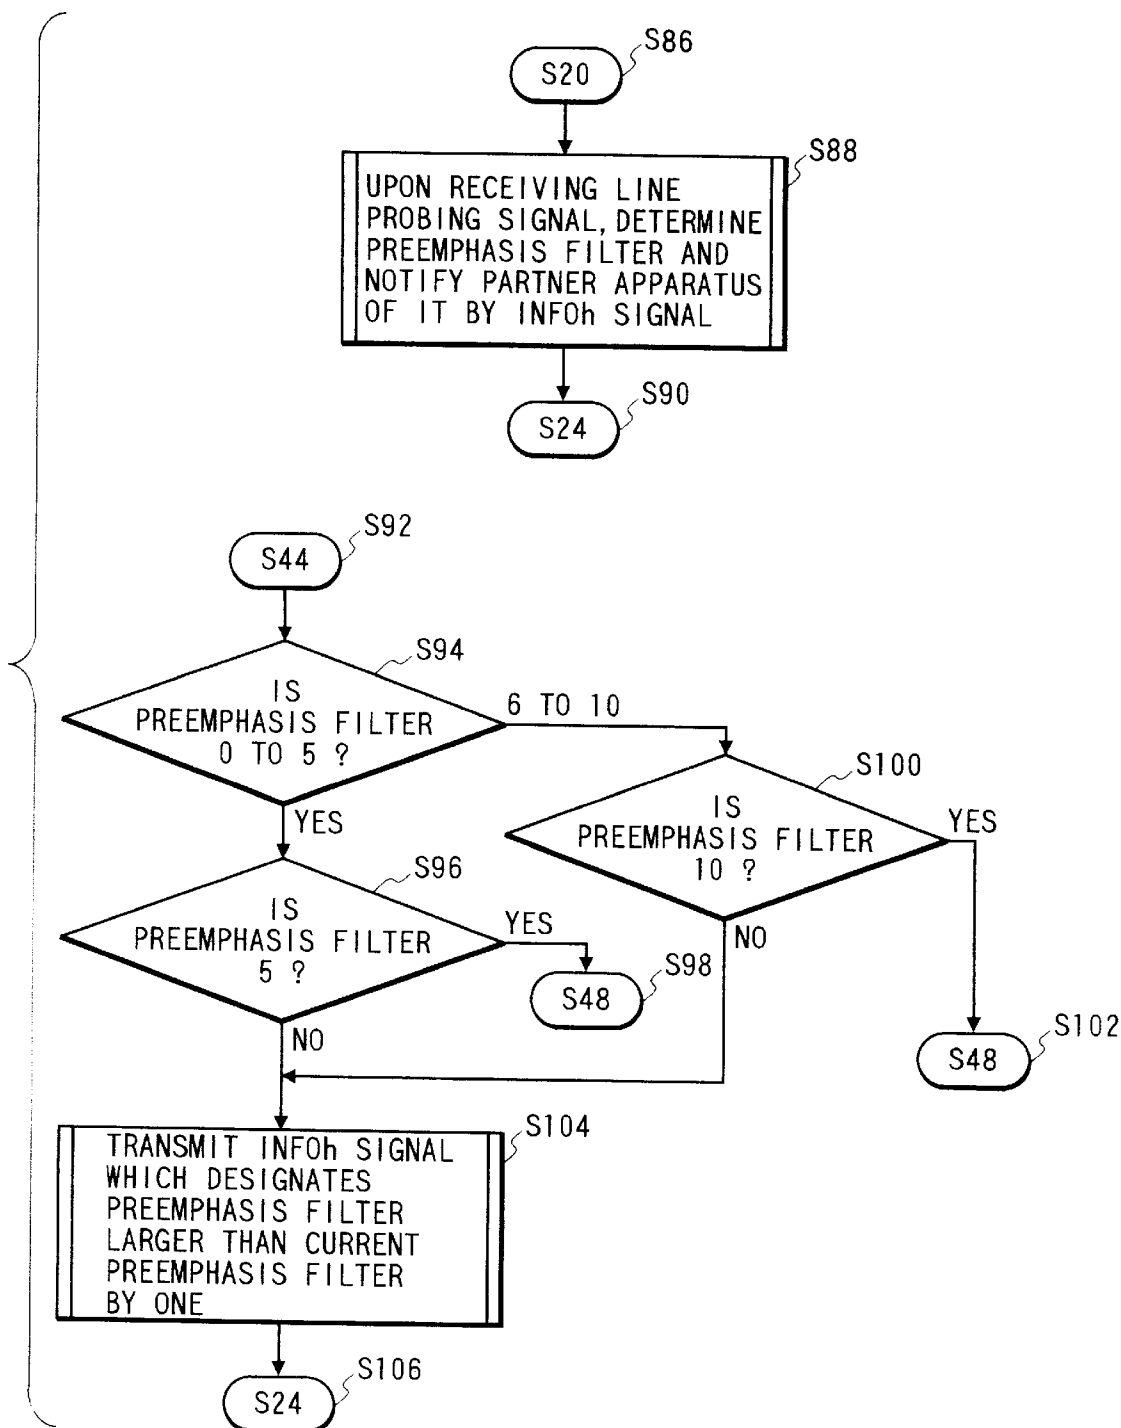 S86
S20
S88
UPON RECEIVING LINE
PROBING SIGNAL, DETERMINE
PREEMPHASIS FILTER AND
NOTIFY PARTNER APPARATUS
OF IT BY INFOh SIGNAL
S90
S24
S92
S44
S94
IS
PREEMPHASIS FILTER
0 TO 5 ?
6 TO 10
YES
S100
IS
PREEMPHASIS FILTER
10 ?
YES
NO
S96
IS
PREEMPHASIS FILTER
5 ?
YES
NO
S98
S48
S102
S48
S104
TRANSMIT INFOh SIGNAL
WHICH DESIGNATES
PREEMPHASIS FILTER
LARGER THAN CURRENT
PREEMPHASIS FILTER
BY ONE
S106
S24